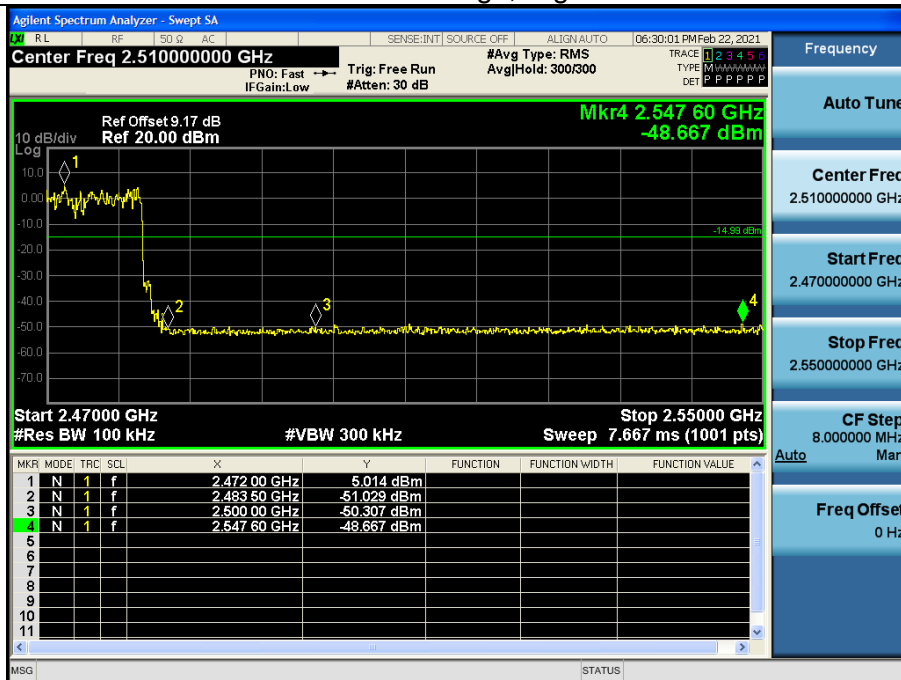 Agilent Spectrum Analyzer - Swept SA
LXI RL RF 50 Ω AC SENSE:INT SOURCE OFF ALIGN AUTO 06:30:01 PM Feb 22, 2021
Center Freq 2.510000000 GHz #Avg Type: RMS TRACE 1 2 3 4 5 6
PNO: Fast Trig: Free Run Avg|Hold: 300/300 TYPE M WWWWW
IFGain:Low #Atten: 30 dB DET P P P P P P
Mkr4 2.547 60 GHz
Ref Offset 9.17 dB
10 dB/div Ref 20.00 dBm -48.667 dBm
Log
10.0
0.00
-10.0
-20.0
-30.0
-40.0
-50.0
-60.0
-70.0
1
2
3
4
-14.99 dBm
Start 2.47000 GHz Stop 2.55000 GHz
#Res BW 100 kHz #VBW 300 kHz Sweep 7.667 ms (1001 pts)
MKR MODE TRC SCL X Y FUNCTION FUNCTION WIDTH FUNCTION VALUE
1 N 1 f 2.472 00 GHz 5.014 dBm
2 N 1 f 2.483 50 GHz -51.029 dBm
3 N 1 f 2.500 00 GHz -50.307 dBm
4 N 1 f 2.547 60 GHz -48.667 dBm
5
6
7
8
9
10
11
MSG STATUS
Frequency
Auto Tune
Center Freq
2.510000000 GHz
Start Freq
2.470000000 GHz
Stop Freq
2.550000000 GHz
CF Step
8.000000 MHz
Auto Man
Freq Offset
0 Hz